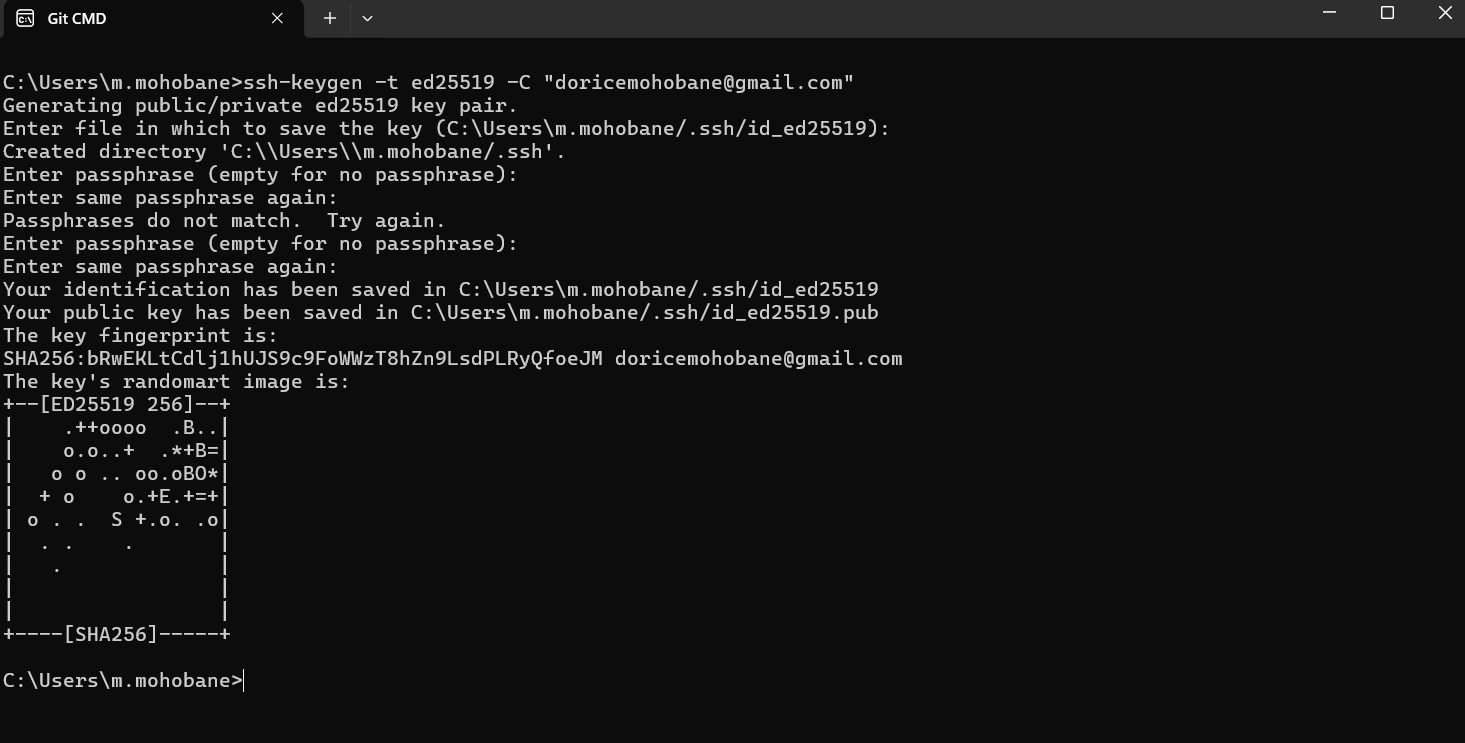 Git CMD
C:\Users\m.mohobane>ssh-keygen -t ed25519 -C "doricemohobane@gmail.com"
Generating public/private ed25519 key pair.
Enter file in which to save the key (C:\Users\m.mohobane/.ssh/id_ed25519):
Created directory 'C:\\Users\\m.mohobane/.ssh'.
Enter passphrase (empty for no passphrase):
Enter same passphrase again:
Passphrases do not match.  Try again.
Enter passphrase (empty for no passphrase):
Enter same passphrase again:
Your identification has been saved in C:\Users\m.mohobane/.ssh/id_ed25519
Your public key has been saved in C:\Users\m.mohobane/.ssh/id_ed25519.pub
The key fingerprint is:
SHA256:bRwEKLtCdlj1hUJS9c9FoWWzT8hZn9LsdPLRyQfoeJM doricemohobane@gmail.com
The key's randomart image is:
+--[ED25519 256]--+
|    .++oooo  .B..|
|    o.o..+  .*+B=|
|   o o .. oo.oBO*|
|  + o    o.+E.+=+|
| o . .  S +.o. .o|
|  . .    .       |
|   .             |
|                 |
|                 |
+----[SHA256]-----+
C:\Users\m.mohobane>